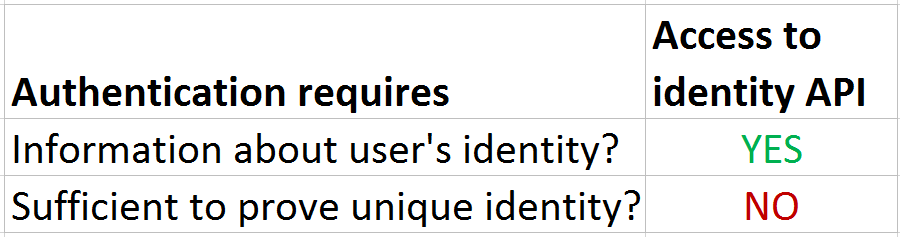 Access to
Authentication requires identity API
Information about user's identity? YES
Sufficient to prove unique identity? NO